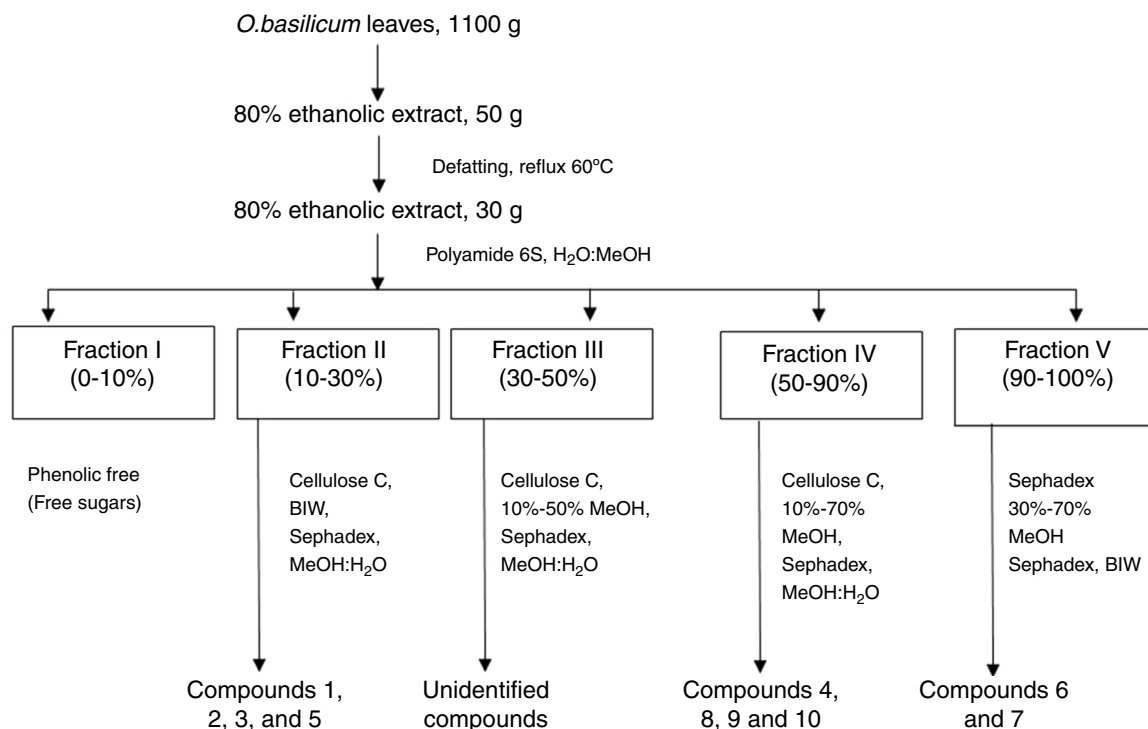 O.basilicum leaves, 1100 g
80% ethanolic extract, 50 g
Defatting, reflux 60ºC
80% ethanolic extract, 30 g
Polyamide 6S, H₂O:MeOH
Fraction I
(0-10%)
Fraction II
(10-30%)
Fraction III
(30-50%)
Fraction IV
(50-90%)
Fraction V
(90-100%)
Phenolic free
(Free sugars)
Cellulose C,
BIW,
Sephadex,
MeOH:H₂O
Cellulose C,
10%-50% MeOH,
Sephadex,
MeOH:H₂O
Cellulose C,
10%-70%
MeOH,
Sephadex,
MeOH:H₂O
Sephadex
30%-70%
MeOH
Sephadex, BIW
Compounds 1,
2, 3, and 5
Unidentified
compounds
Compounds 4,
8, 9 and 10
Compounds 6
and 7